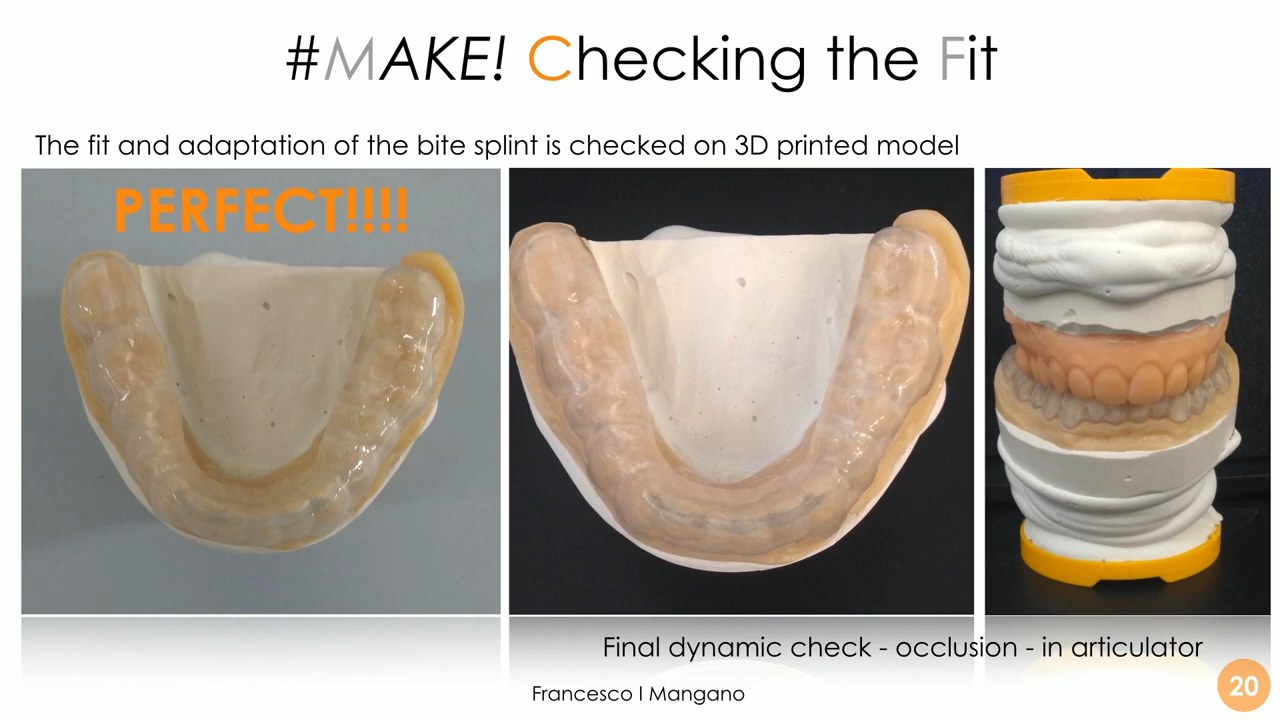 #MAKE! Checking the Fit
The fit and adaptation of the bite splint is checked on 3D printed model
PERFECT!!!!
Final dynamic check - occlusion - in articulator
Francesco I Mangano
20